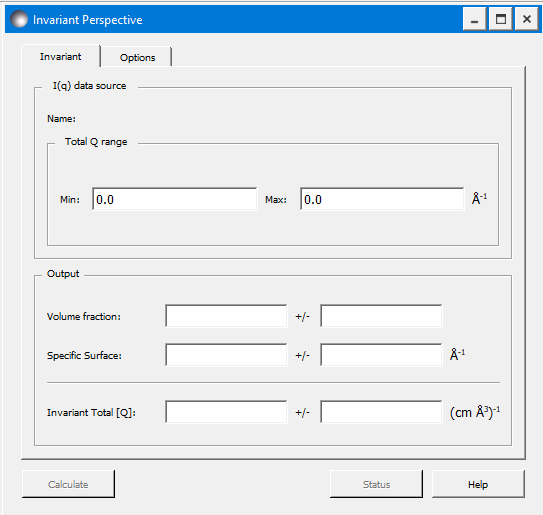 Invariant Perspective
Invariant Options
I(q) data source
Name:
Total Q range
Min: 0.0 Max: 0.0 Å⁻¹
Output
Volume fraction: +/-
Specific Surface: +/- Å⁻¹
Invariant Total [Q]: +/- (cm Å³)⁻¹
Calculate Status Help